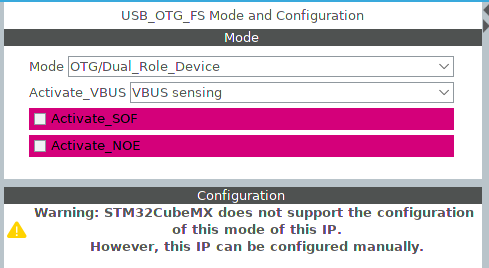 USB_OTG_FS Mode and Configuration
Mode
Mode OTG/Dual_Role_Device
Activate_VBUS VBUS sensing
Activate_SOF
Activate_NOE
Configuration
Warning: STM32CubeMX does not support the configuration
of this mode of this IP.
However, this IP can be configured manually.